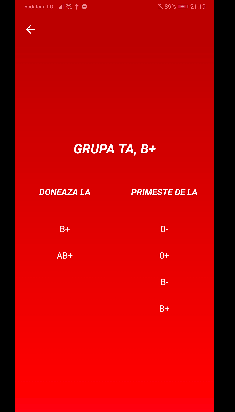 GRUPA TA, B+
DONEAZA LA PRIMESTE DE LA
B+ 0-
AB+ 0+
B-
B+